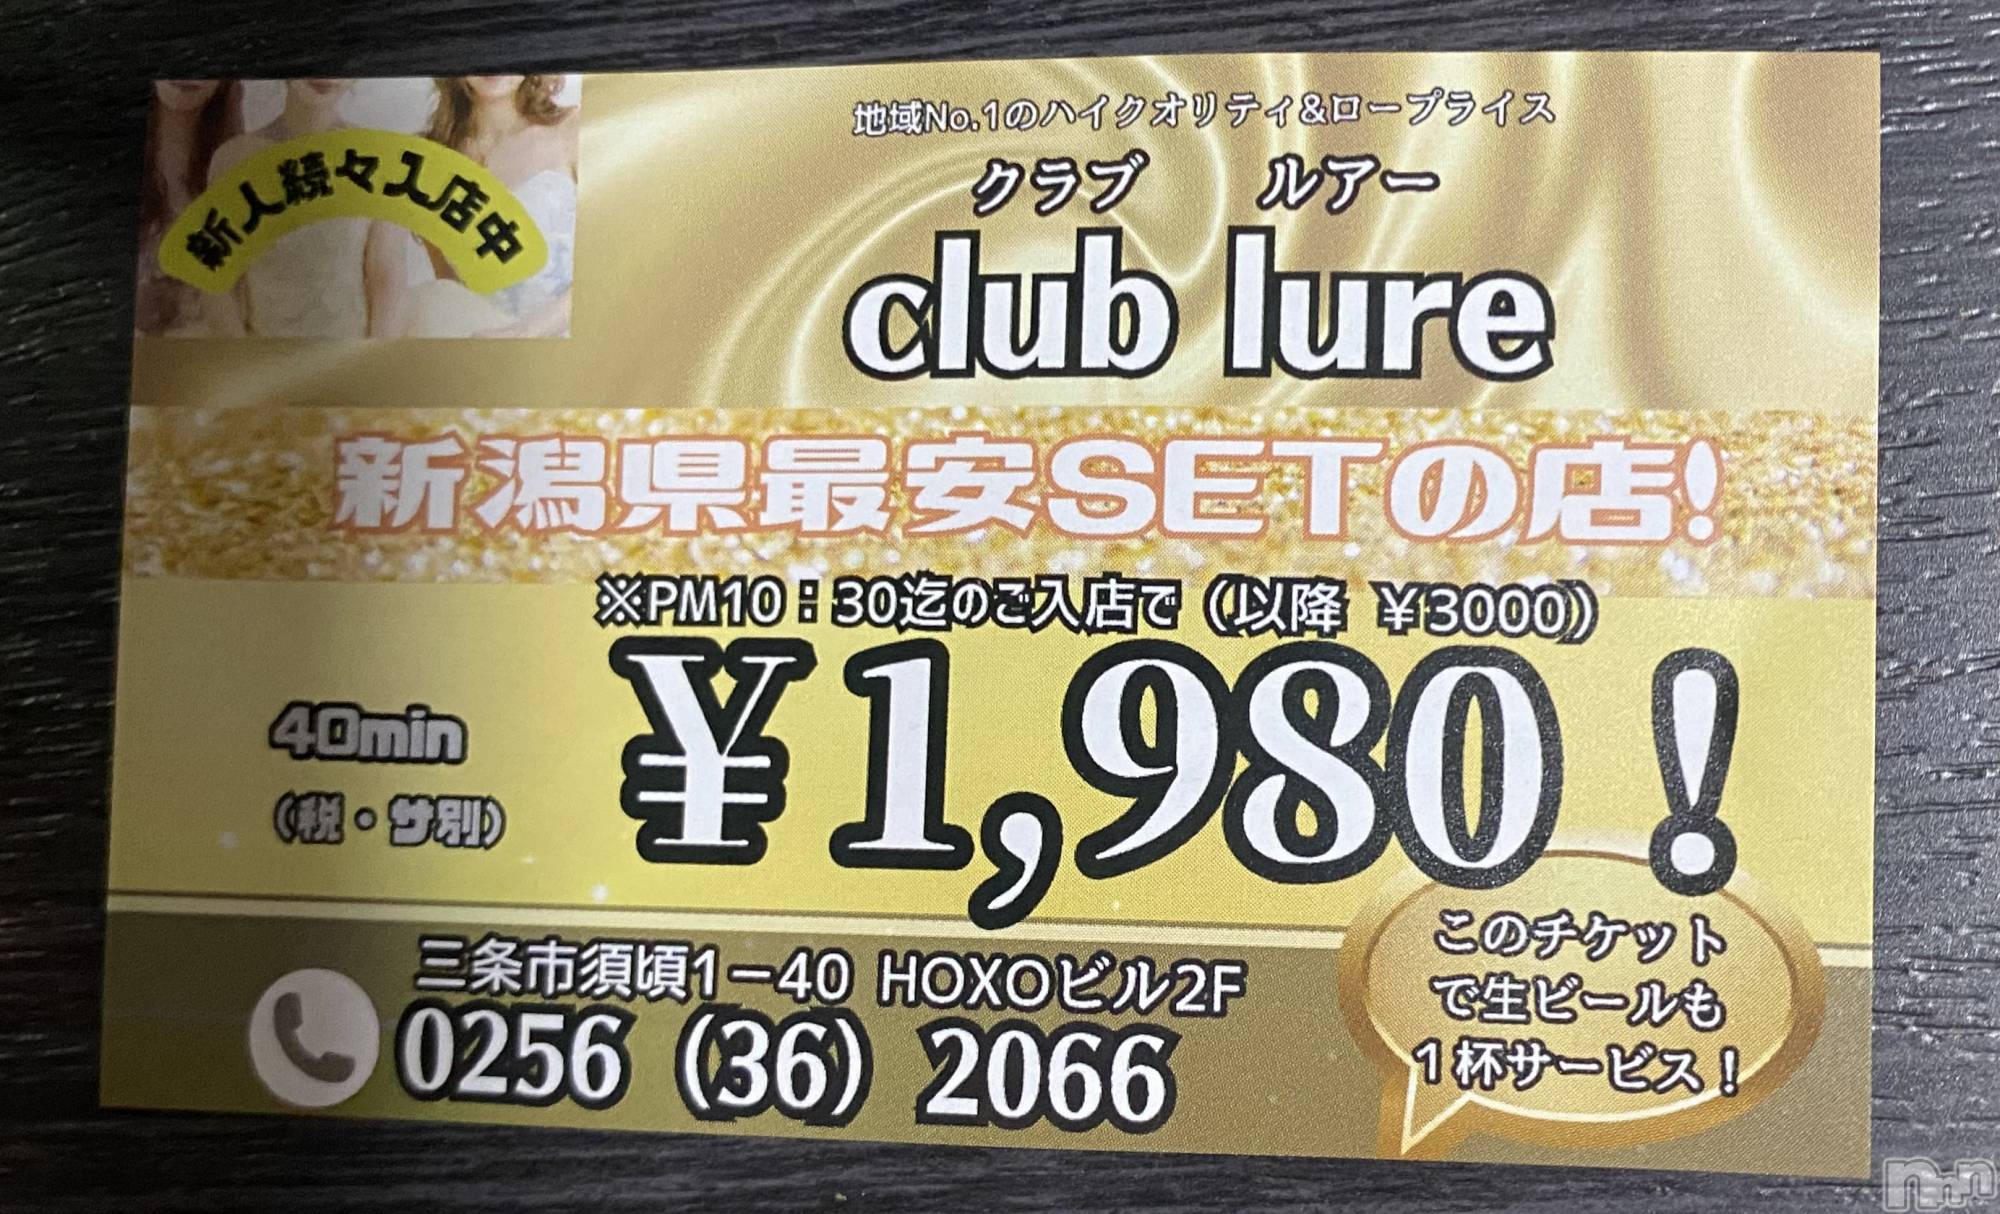 新人続々入店中
地域No.1のハイクオリティ&ロープライス
クラブ ルアー
club lure
新潟県最安SETの店!
※PM10:30迄のご入店で(以降 ¥3000)
40min
¥1,980!
(税・サ別)
三条市須頃1-40 HOXOビル2F
0256 (36) 2066
このチケット
で生ビールも
1杯サービス!
nnn